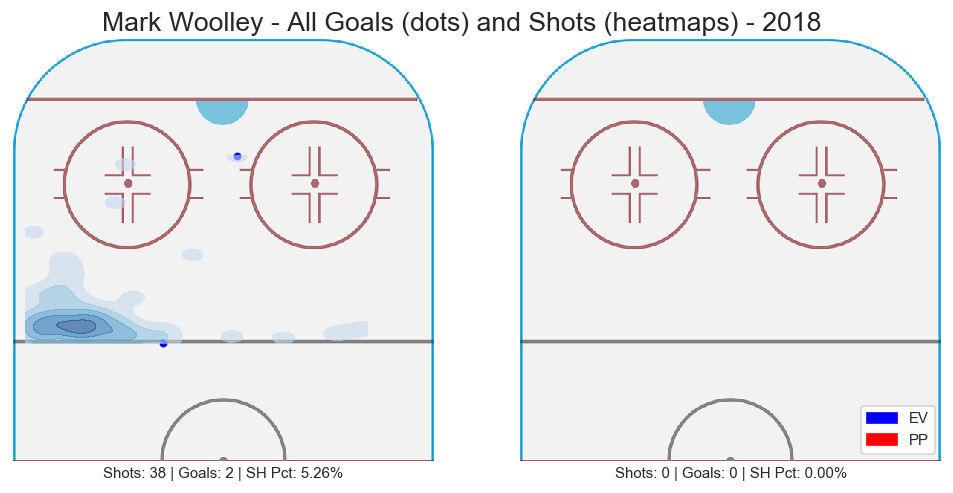 Mark Woolley - All Goals (dots) and Shots (heatmaps) - 2018
EV
PP
Shots: 38 | Goals: 2 | SH Pct: 5.26%
Shots: 0 | Goals: 0 | SH Pct: 0.00%